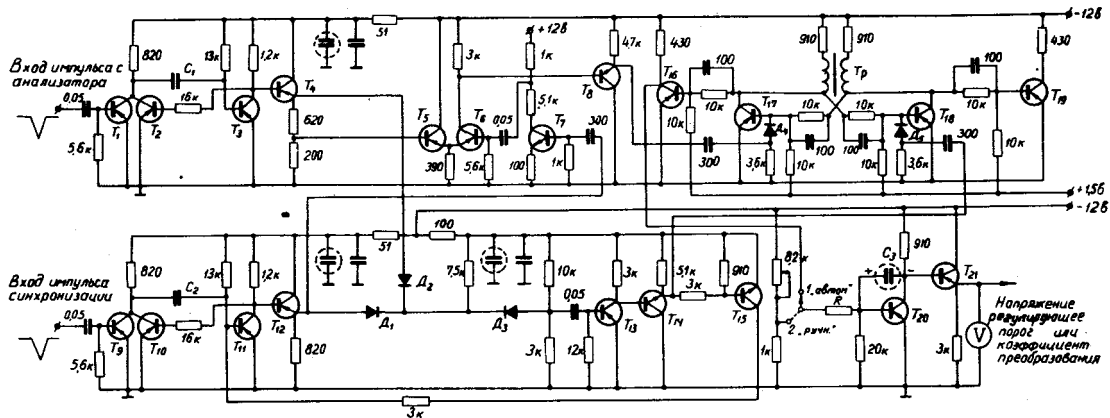 -12в
51
+12в
820
13к
1,2к
3к
1к
47к
430
910
910
430
Вход импульса с
анализатора
C₁
T₄
Tр
100
100
0,05
16к
T₁
T₂
T₃
620
T₅
T₆
0,05
5,1к
T₇
T₈
300
T₁₆
10к
T₁₇
10к
10к
T₁₈
10к
T₁₉
5,6к
200
390
5,6к
100
1к
10к
300
Д₄
3,6к
100
10к
100
10к
Д₅
3,6к
300
10к
+1,5б
-12в
51
100
820
13к
1,2к
7,5к
10к
3к
5,1к
910
82к
910
Вход импульса
синхронизации
C₂
Д₂
3к
1 „автом"
C₃
+
-
T₂₁
0,05
16к
T₁₂
Д₁
Д₃
0,05
T₁₃
T₁₄
T₁₅
R
T₂₀
Напряжение
регулирующее
порог или
коэффициент
преобразования
V
T₉
T₁₀
T₁₁
2 „ручн."
5,6к
820
3к
12к
1к
20к
3к
3к